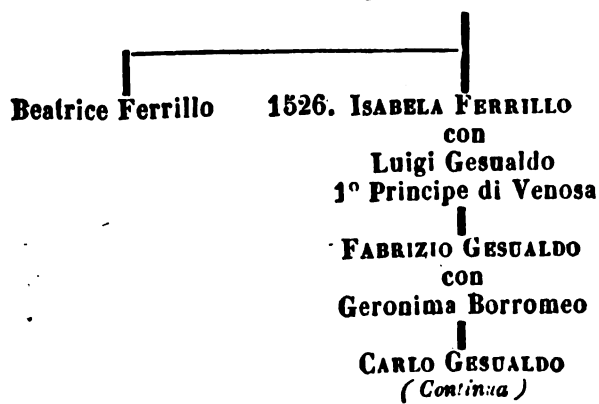 Beatrice Ferrillo
1526. ISABELA FERRILLO
con
Luigi Gesualdo
1º Principe di Venosa
FABRIZIO GESUALDO
con
Geronima Borromeo
CARLO GESUALDO
(Continua)